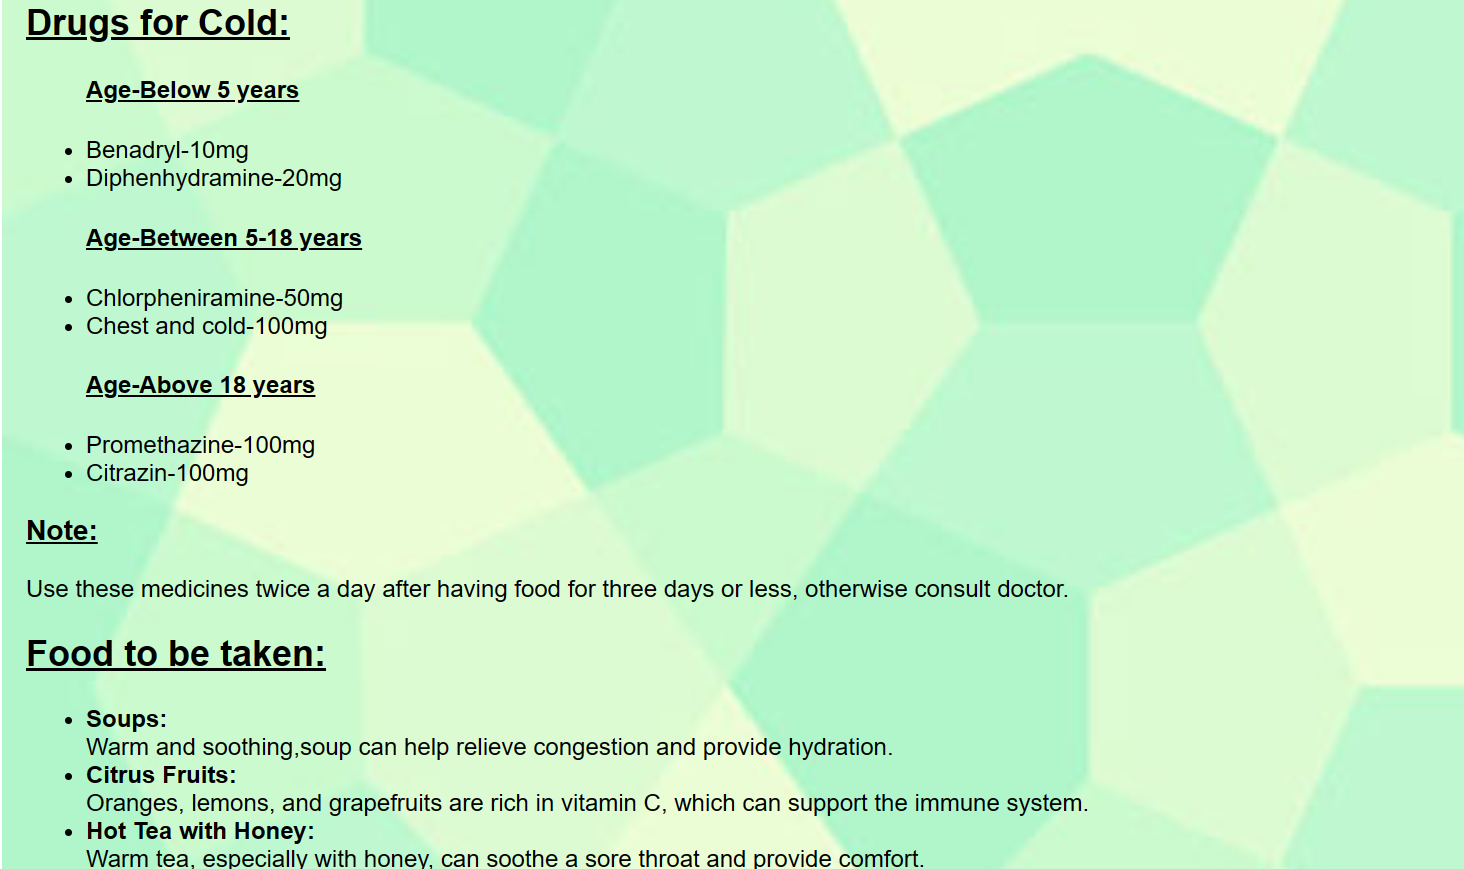 Drugs for Cold:
Age-Below 5 years
Benadryl-10mg
Diphenhydramine-20mg
Age-Between 5-18 years
Chlorpheniramine-50mg
Chest and cold-100mg
Age-Above 18 years
Promethazine-100mg
Citrazin-100mg
Note:
Use these medicines twice a day after having food for three days or less, otherwise consult doctor.
Food to be taken:
Soups:
Warm and soothing,soup can help relieve congestion and provide hydration.
Citrus Fruits:
Oranges, lemons, and grapefruits are rich in vitamin C, which can support the immune system.
Hot Tea with Honey:
Warm tea, especially with honey, can soothe a sore throat and provide comfort.